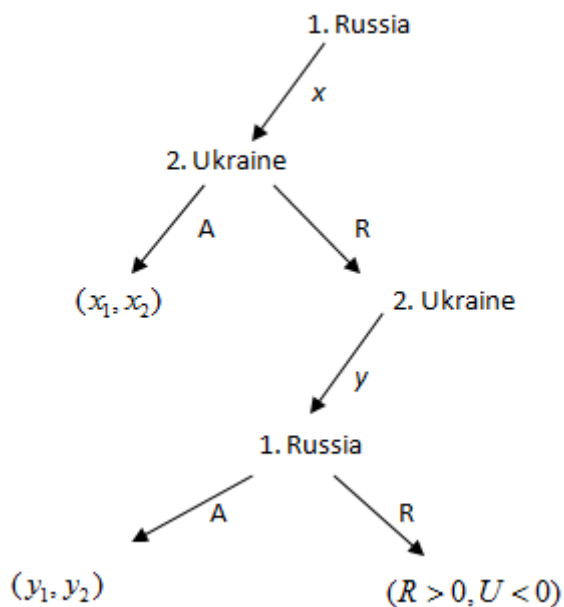 1. Russia
x
2. Ukraine
A
R
(x₁, x₂)
2. Ukraine
y
1. Russia
A
R
(y₁, y₂)
(R > 0, U < 0)